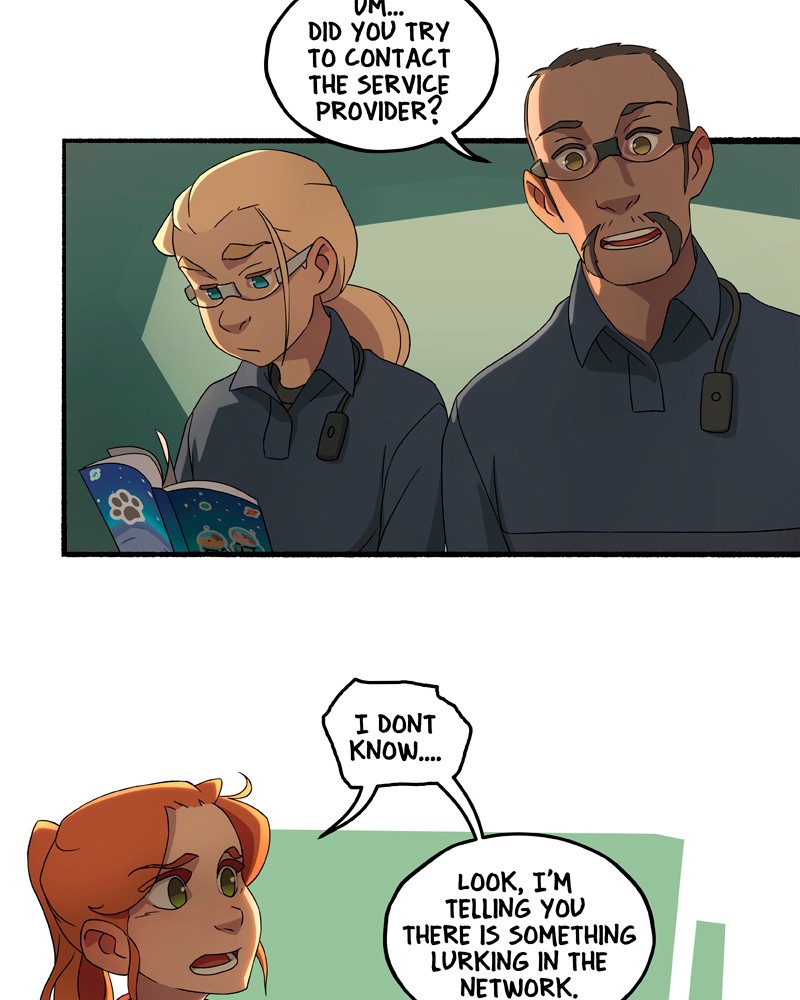 UM...
DID YOU TRY
TO CONTACT
THE SERVICE
PROVIDER?
I DONT
KNOW....
LOOK, I'M
TELLING YOU
THERE IS SOMETHING
LURKING IN THE
NETWORK.